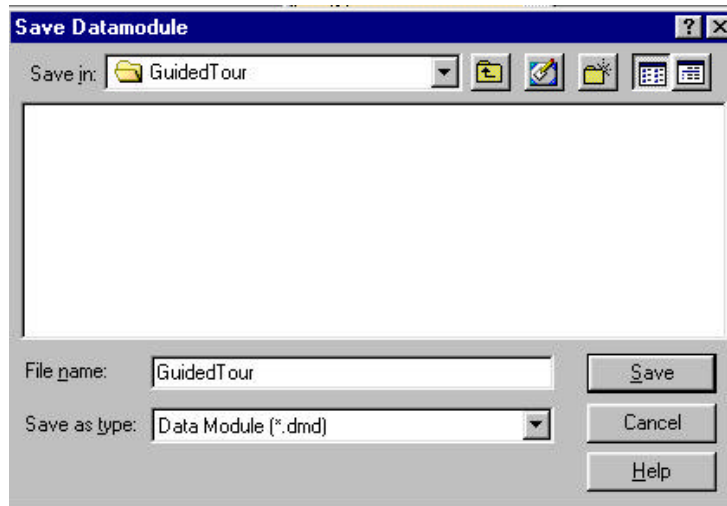 Save Datamodule
Save in: GuidedTour
File name: GuidedTour Save
Save as type: Data Module (*.dmd) Cancel
Help